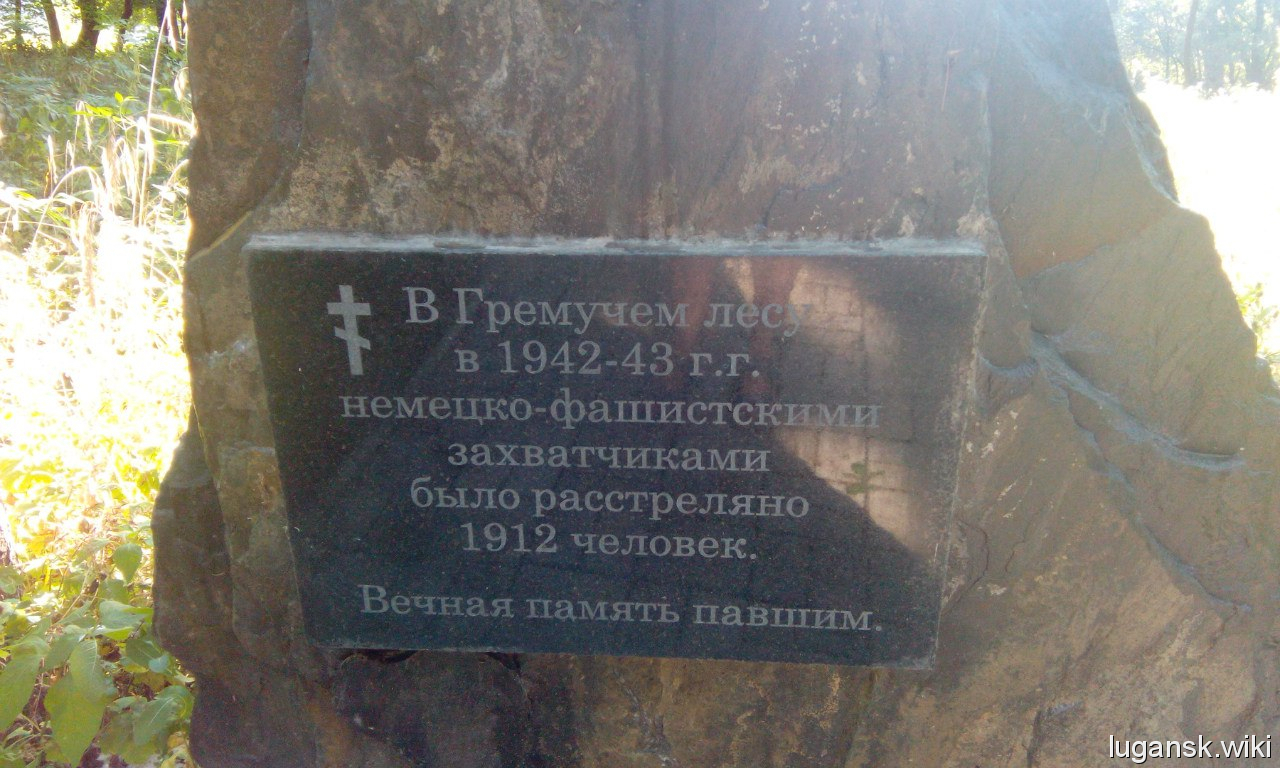 В Гремучем лесу
в 1942-43 г.г.
немецко-фашистскими
захватчиками
было расстреляно
1912 человек.
Вечная память павшим.
lugansk.wiki